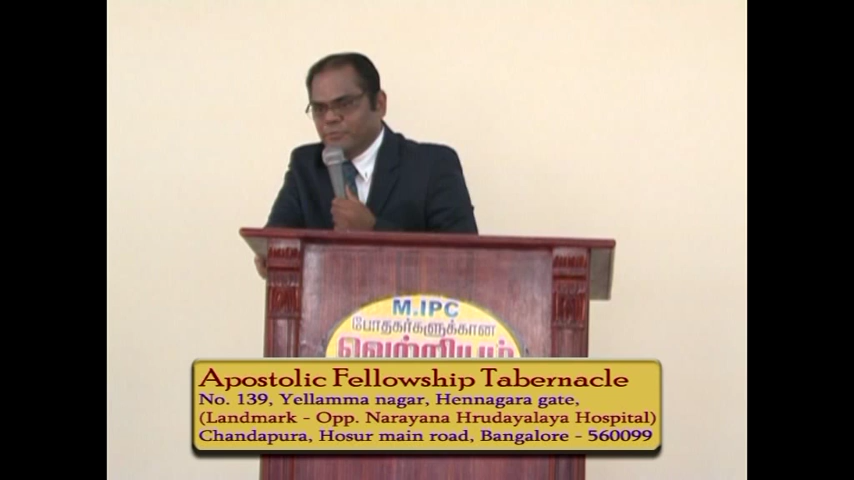 M.IPC
போதகர்களுக்கான
வெற்றியும்
Apostolic Fellowship Tabernacle
No. 139, Yellamma nagar, Hennagara gate,
(Landmark - Opp. Narayana Hrudayalaya Hospital)
Chandapura, Hosur main road, Bangalore - 560099